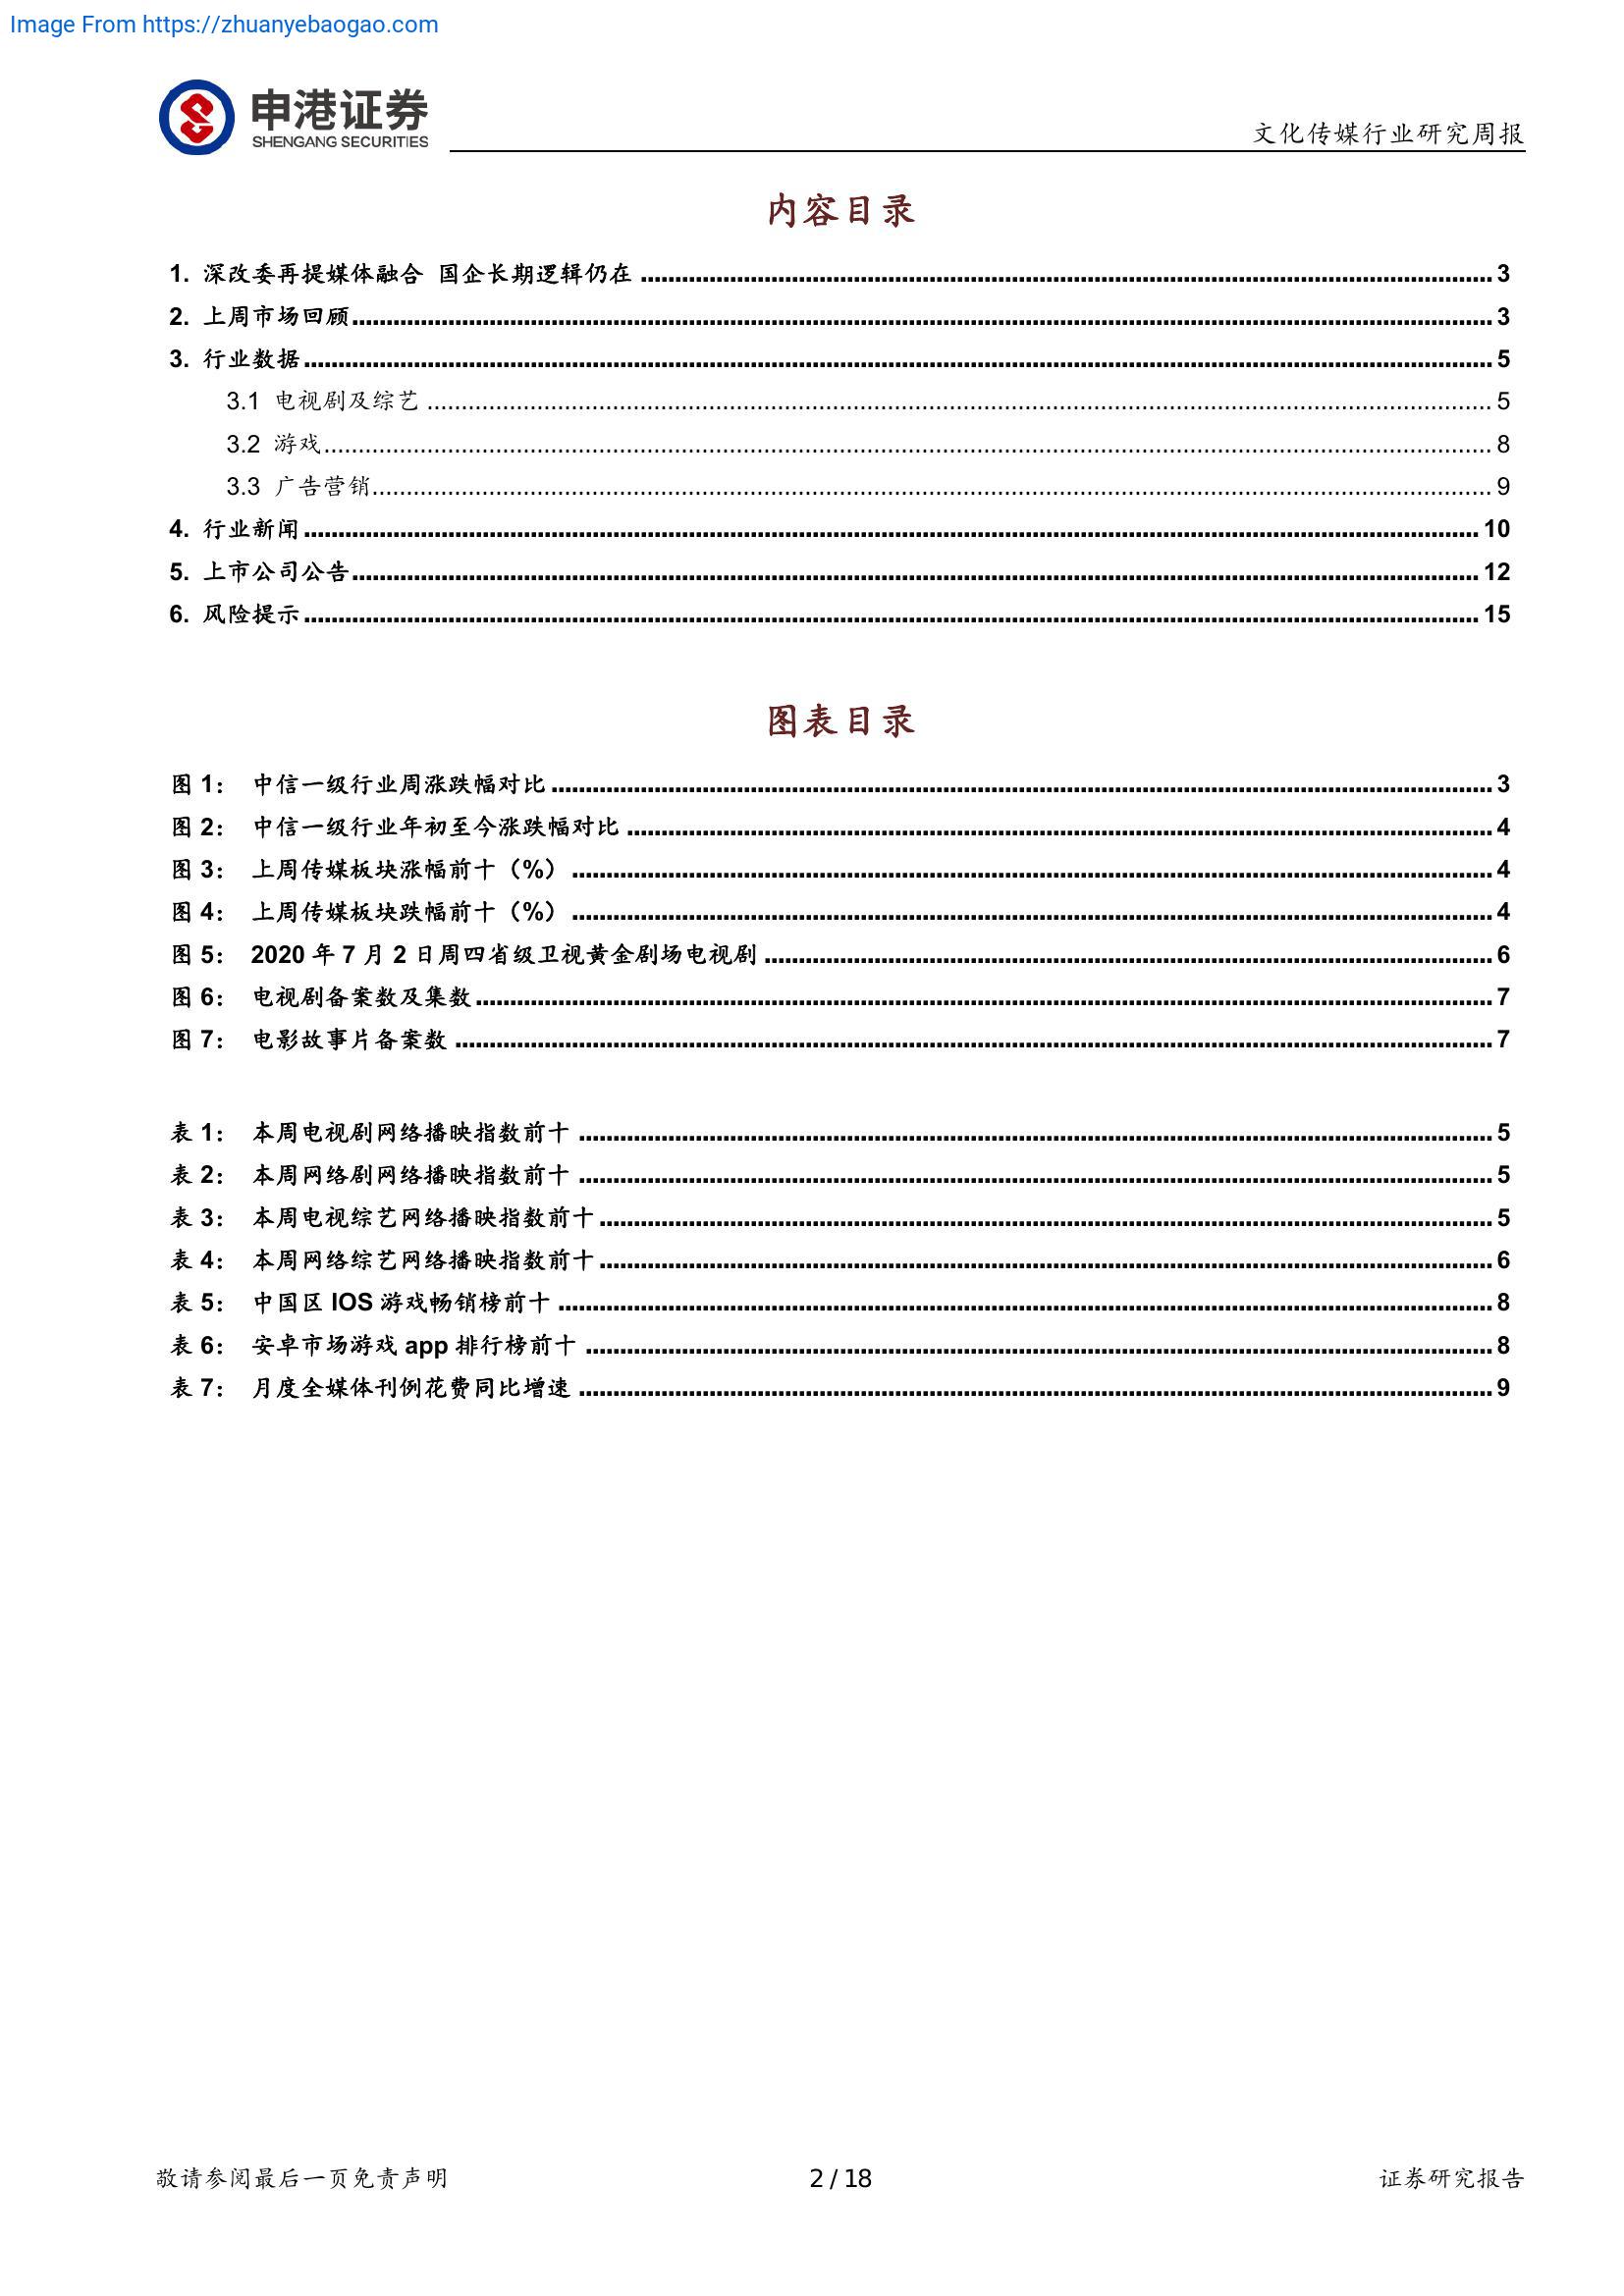 Image From https://zhuanyebaogao.com
申港证券
SHENGANG SECURITIES
文化传媒行业研究周报
内容目录
1. 深改委再提媒体融合 国企长期逻辑仍在 3
2. 上周市场回顾 3
3. 行业数据 5
3.1 电视剧及综艺 5
3.2 游戏 8
3.3 广告营销 9
4. 行业新闻 10
5. 上市公司公告 12
6. 风险提示 15
图表目录
图 1： 中信一级行业周涨跌幅对比 3
图 2： 中信一级行业年初至今涨跌幅对比 4
图 3： 上周传媒板块涨幅前十（%） 4
图 4： 上周传媒板块跌幅前十（%） 4
图 5： 2020 年 7 月 2 日周四省级卫视黄金剧场电视剧 6
图 6： 电视剧备案数及集数 7
图 7： 电影故事片备案数 7
表 1： 本周电视剧网络播映指数前十 5
表 2： 本周网络剧网络播映指数前十 5
表 3： 本周电视综艺网络播映指数前十 5
表 4： 本周网络综艺网络播映指数前十 6
表 5： 中国区 IOS 游戏畅销榜前十 8
表 6： 安卓市场游戏 app 排行榜前十 8
表 7： 月度全媒体刊例花费同比增速 9
敬请参阅最后一页免责声明
2 / 18
证券研究报告